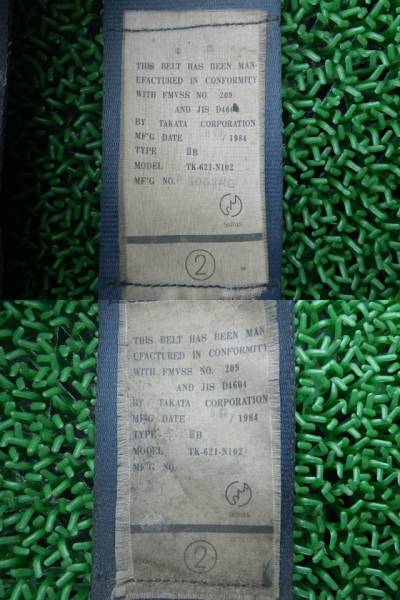 THIS BELT HAS BEEN MAN-
UFACTURED IN CONFORMITY
WITH FMVSS NO. 209
AND JIS D4604
BY TAKATA CORPORATION
MF'G DATE / 1984
TYPE ⅡB
MODEL TK-621-N102
MF'G NO.
2
THIS BELT HAS BEEN MAN-
UFACTURED IN CONFORMITY
WITH FMVSS NO. 209
AND JIS D4604
BY TAKATA CORPORATION
MF'G DATE / 1984
TYPE ⅡB
MODEL TK-621-N102
MF'G NO.
2